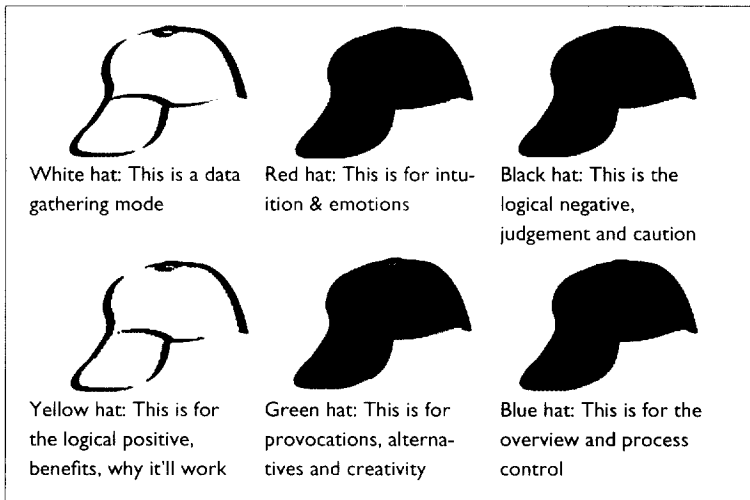 White hat: This is a data
gathering mode
Red hat: This is for intu-
ition & emotions
Black hat: This is the
logical negative,
judgement and caution
Yellow hat: This is for
the logical positive,
benefits, why it'll work
Green hat: This is for
provocations, alterna-
tives and creativity
Blue hat: This is for the
overview and process
control